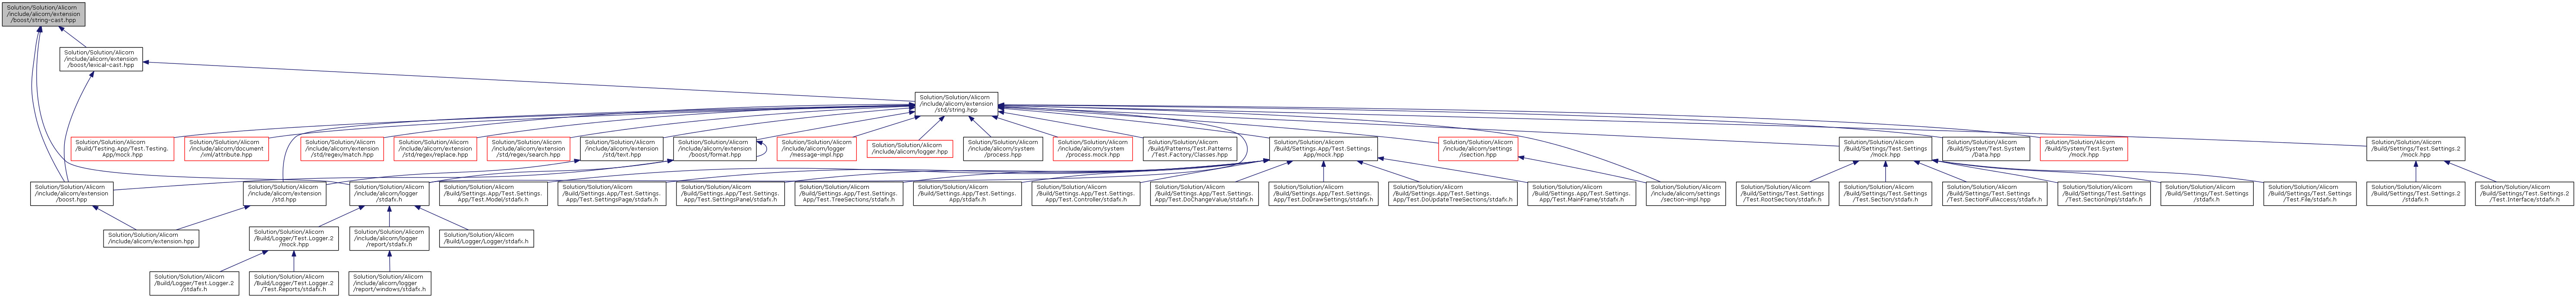 Solution/Solution/Alicorn
/include/alicorn/extension
/boost/string-cast.hpp
Solution/Solution/Alicorn
/include/alicorn/extension
/boost/lexical-cast.hpp
Solution/Solution/Alicorn
/include/alicorn/extension
/std/string.hpp
Solution/Solution/Alicorn
/Build/Testing.App/Test.Testing.
App/mock.hpp
Solution/Solution/Alicorn
/include/alicorn/document
/xml/attribute.hpp
Solution/Solution/Alicorn
/include/alicorn/extension
/std/regex/match.hpp
Solution/Solution/Alicorn
/include/alicorn/extension
/std/regex/replace.hpp
Solution/Solution/Alicorn
/include/alicorn/extension
/std/regex/search.hpp
Solution/Solution/Alicorn
/include/alicorn/extension
/std/text.hpp
Solution/Solution/Alicorn
/include/alicorn/extension
/boost/format.hpp
Solution/Solution/Alicorn
/include/alicorn/logger
/message-impl.hpp
Solution/Solution/Alicorn
/include/alicorn/logger.hpp
Solution/Solution/Alicorn
/include/alicorn/system
/process.hpp
Solution/Solution/Alicorn
/include/alicorn/system
/process.mock.hpp
Solution/Solution/Alicorn
/Build/Patterns/Test.Patterns
/Test.Factory/Classes.hpp
Solution/Solution/Alicorn
/Build/Settings.App/Test.Settings.
App/mock.hpp
Solution/Solution/Alicorn
/include/alicorn/settings
/section.hpp
Solution/Solution/Alicorn
/Build/Settings/Test.Settings
/mock.hpp
Solution/Solution/Alicorn
/Build/System/Test.System
/Data.hpp
Solution/Solution/Alicorn
/Build/System/Test.System
/mock.hpp
Solution/Solution/Alicorn
/Build/Settings/Test.Settings.2
/mock.hpp
Solution/Solution/Alicorn
/include/alicorn/extension
/boost.hpp
Solution/Solution/Alicorn
/include/alicorn/extension
/std.hpp
Solution/Solution/Alicorn
/include/alicorn/logger
/stdafx.h
Solution/Solution/Alicorn
/Build/Settings.App/Test.Settings.
App/Test.Model/stdafx.h
Solution/Solution/Alicorn
/Build/Settings.App/Test.Settings.
App/Test.SettingsPage/stdafx.h
Solution/Solution/Alicorn
/Build/Settings.App/Test.Settings.
App/Test.SettingsPanel/stdafx.h
Solution/Solution/Alicorn
/Build/Settings.App/Test.Settings.
App/Test.TreeSections/stdafx.h
Solution/Solution/Alicorn
/Build/Settings.App/Test.Settings.
App/stdafx.h
Solution/Solution/Alicorn
/Build/Settings.App/Test.Settings.
App/Test.Controller/stdafx.h
Solution/Solution/Alicorn
/Build/Settings.App/Test.Settings.
App/Test.DoChangeValue/stdafx.h
Solution/Solution/Alicorn
/Build/Settings.App/Test.Settings.
App/Test.DoDrawSettings/stdafx.h
Solution/Solution/Alicorn
/Build/Settings.App/Test.Settings.
App/Test.DoUpdateTreeSections/stdafx.h
Solution/Solution/Alicorn
/Build/Settings.App/Test.Settings.
App/Test.MainFrame/stdafx.h
Solution/Solution/Alicorn
/include/alicorn/settings
/section-impl.hpp
Solution/Solution/Alicorn
/Build/Settings/Test.Settings
/Test.RootSection/stdafx.h
Solution/Solution/Alicorn
/Build/Settings/Test.Settings
/Test.Section/stdafx.h
Solution/Solution/Alicorn
/Build/Settings/Test.Settings
/Test.SectionFullAccess/stdafx.h
Solution/Solution/Alicorn
/Build/Settings/Test.Settings
/Test.SectionImpl/stdafx.h
Solution/Solution/Alicorn
/Build/Settings/Test.Settings
/stdafx.h
Solution/Solution/Alicorn
/Build/Settings/Test.Settings
/Test.File/stdafx.h
Solution/Solution/Alicorn
/Build/Settings/Test.Settings.2
/stdafx.h
Solution/Solution/Alicorn
/Build/Settings/Test.Settings.2
/Test.Interface/stdafx.h
Solution/Solution/Alicorn
/include/alicorn/extension.hpp
Solution/Solution/Alicorn
/Build/Logger/Test.Logger.2
/mock.hpp
Solution/Solution/Alicorn
/include/alicorn/logger
/report/stdafx.h
Solution/Solution/Alicorn
/Build/Logger/Logger/stdafx.h
Solution/Solution/Alicorn
/Build/Logger/Test.Logger.2
/stdafx.h
Solution/Solution/Alicorn
/Build/Logger/Test.Logger.2
/Test.Reports/stdafx.h
Solution/Solution/Alicorn
/include/alicorn/logger
/report/windows/stdafx.h